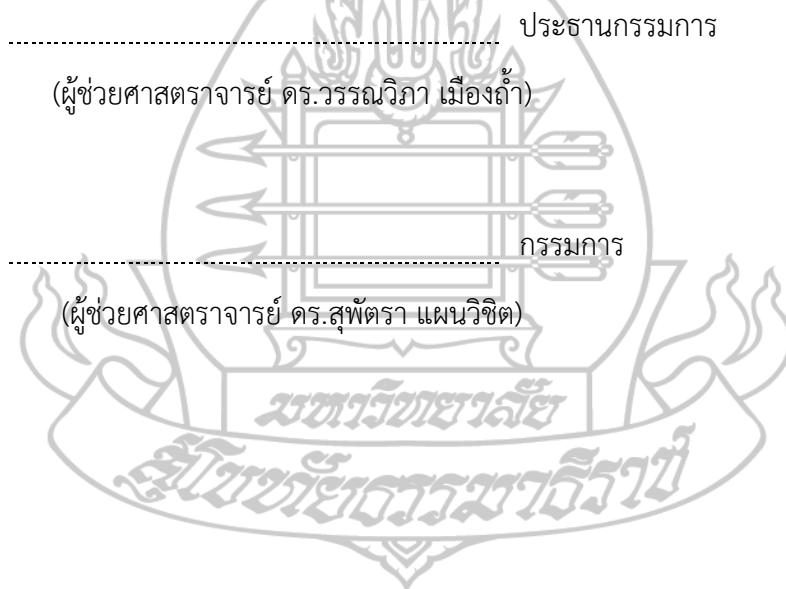 ................................................................ ประธานกรรมการ
(ผู้ช่วยศาสตราจารย์ ดร.วรรณวิภา เมืองถ้ำ)
................................................................ กรรมการ
(ผู้ช่วยศาสตราจารย์ ดร.สุพัตรา แผนวิชิต)
มหาวิทยาลัย
สุโขทัยธรรมาธิราช